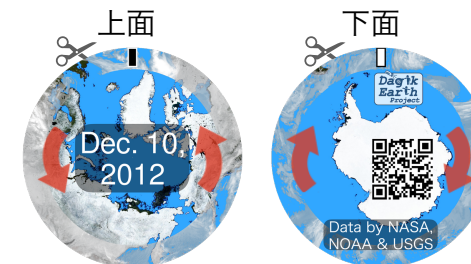 上面
下面
Dec. 10,
2012
Dagik
Earth
Project
Data by NASA,
NOAA & USGS